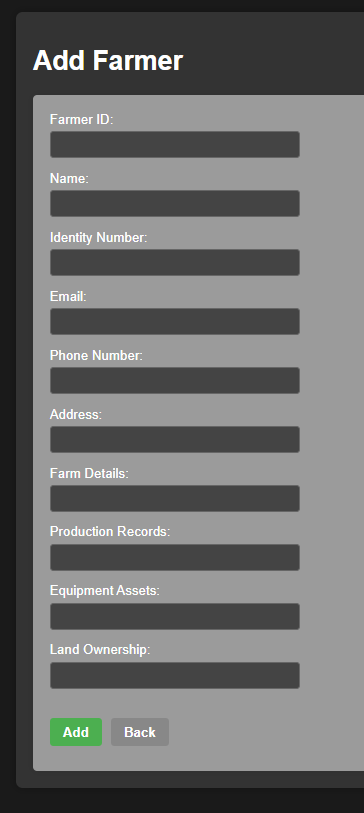 Add Farmer
Farmer ID:
Name:
Identity Number:
Email:
Phone Number:
Address:
Farm Details:
Production Records:
Equipment Assets:
Land Ownership:
Add Back